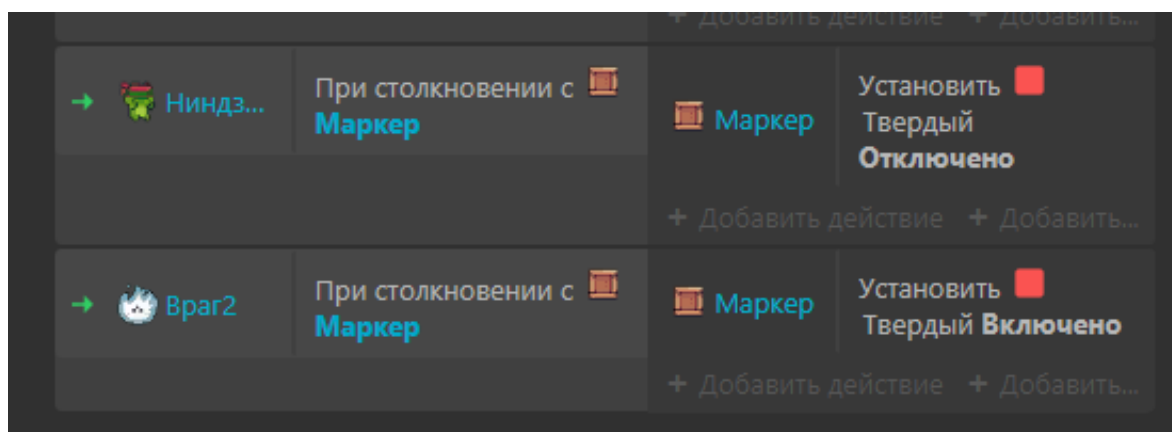 + Добавить действие + Добавить...
Ниндз...
При столкновении с
Маркер
Маркер
Установить
Твердый
Отключено
+ Добавить действие + Добавить...
Враг2
При столкновении с
Маркер
Маркер
Установить
Твердый Включено
+ Добавить действие + Добавить...